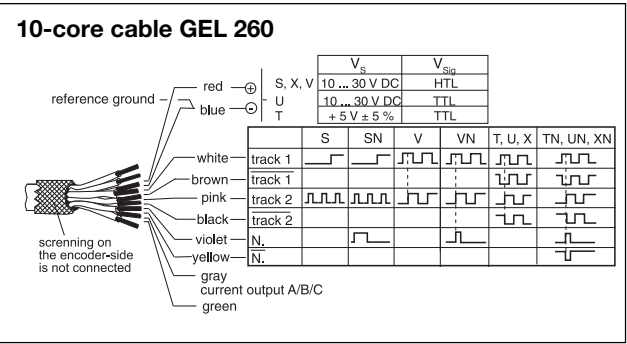 10-core cable GEL 260
VS VSig
red S, X, V 10 ... 30 V DC HTL
reference ground U 10 ... 30 V DC TTL
blue T + 5 V ± 5 % TTL
S SN V VN T, U, X TN, UN, XN
white track 1
brown track 1
pink track 2
black track 2
violet N.
yellow N.
gray
current output A/B/C
green
screnning on
the encoder-side
is not connected